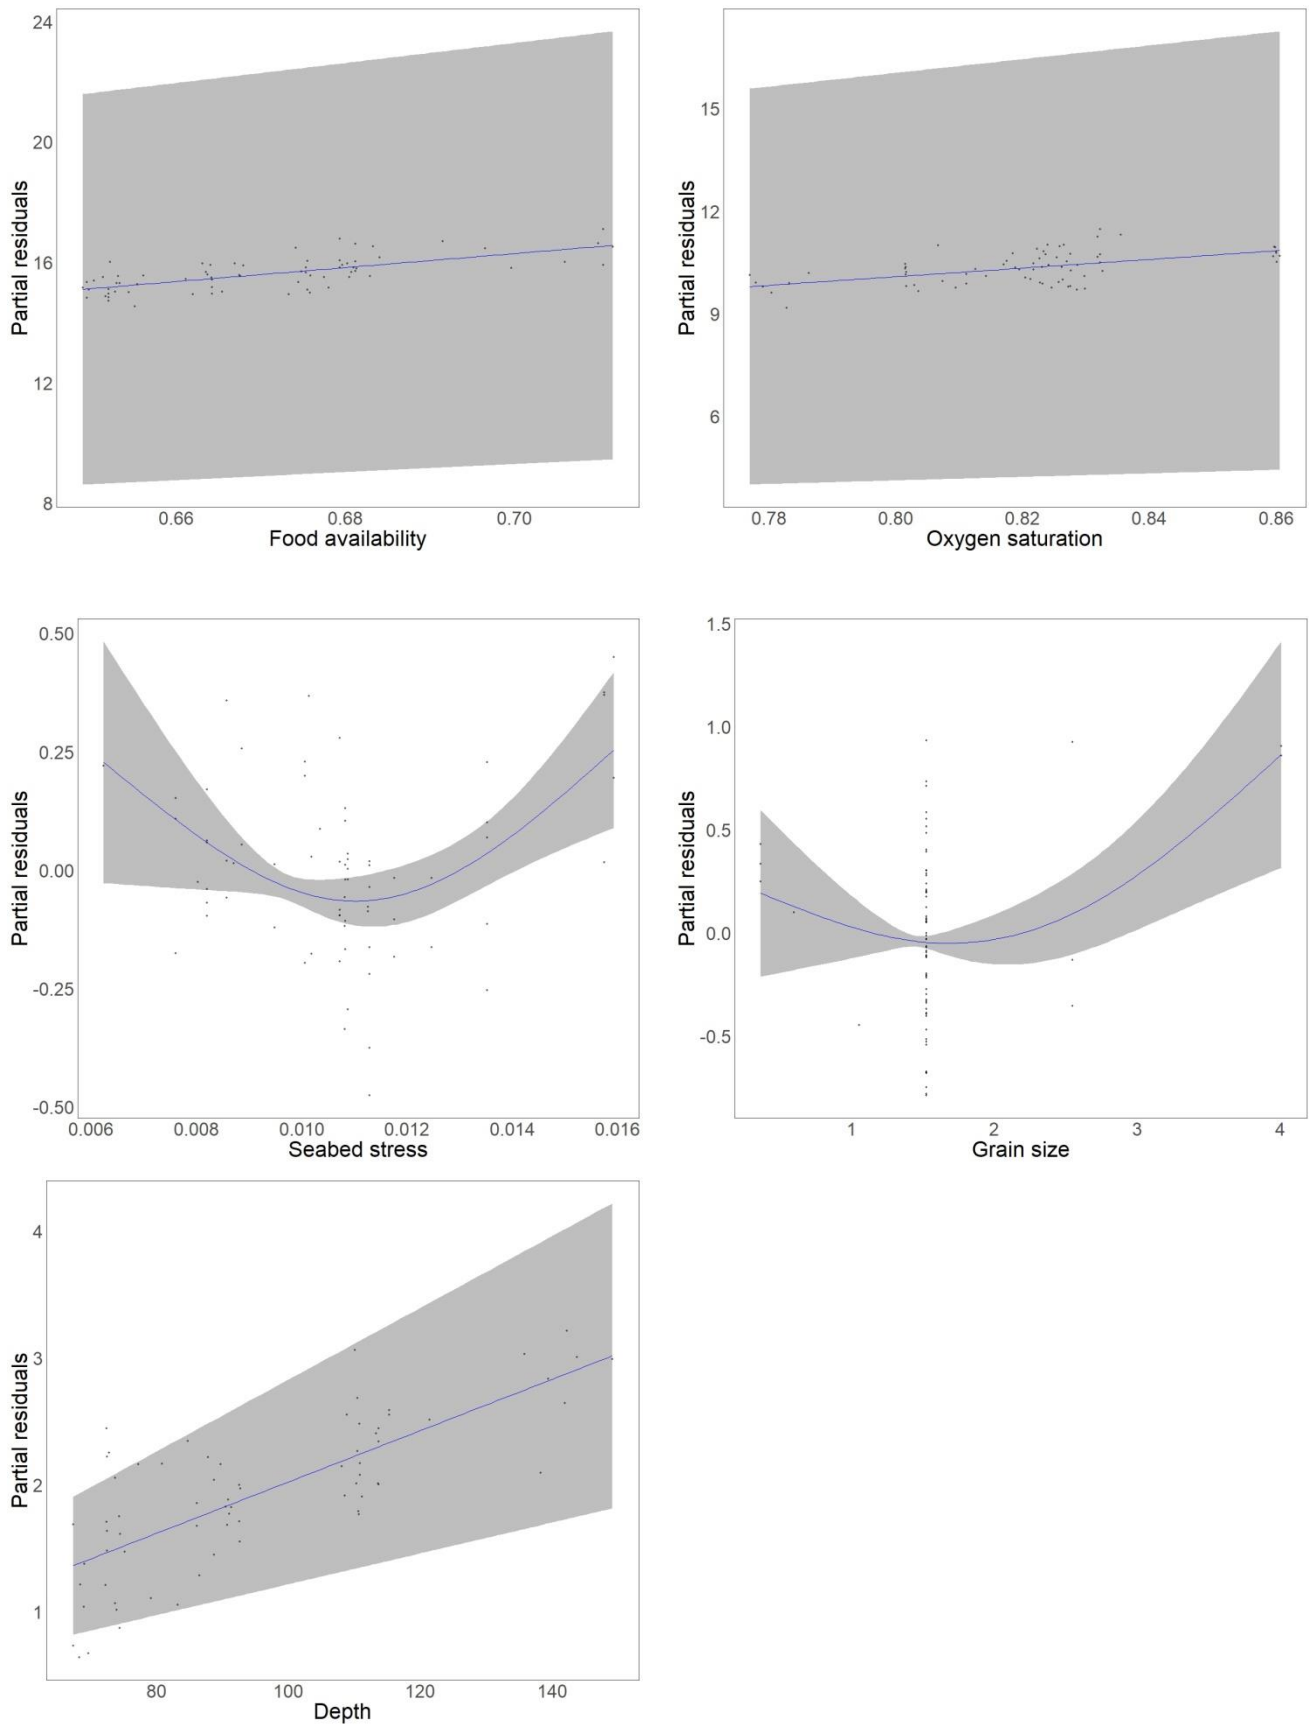 24
20
16
12
8
Partial residuals
0.66 0.68 0.70
Food availability
15
12
9
6
Partial residuals
0.78 0.80 0.82 0.84 0.86
Oxygen saturation
0.50
0.25
0.00
-0.25
-0.50
Partial residuals
0.006 0.008 0.010 0.012 0.014 0.016
Seabed stress
1.5
1.0
0.5
0.0
-0.5
Partial residuals
1 2 3 4
Grain size
4
3
2
1
Partial residuals
80 100 120 140
Depth